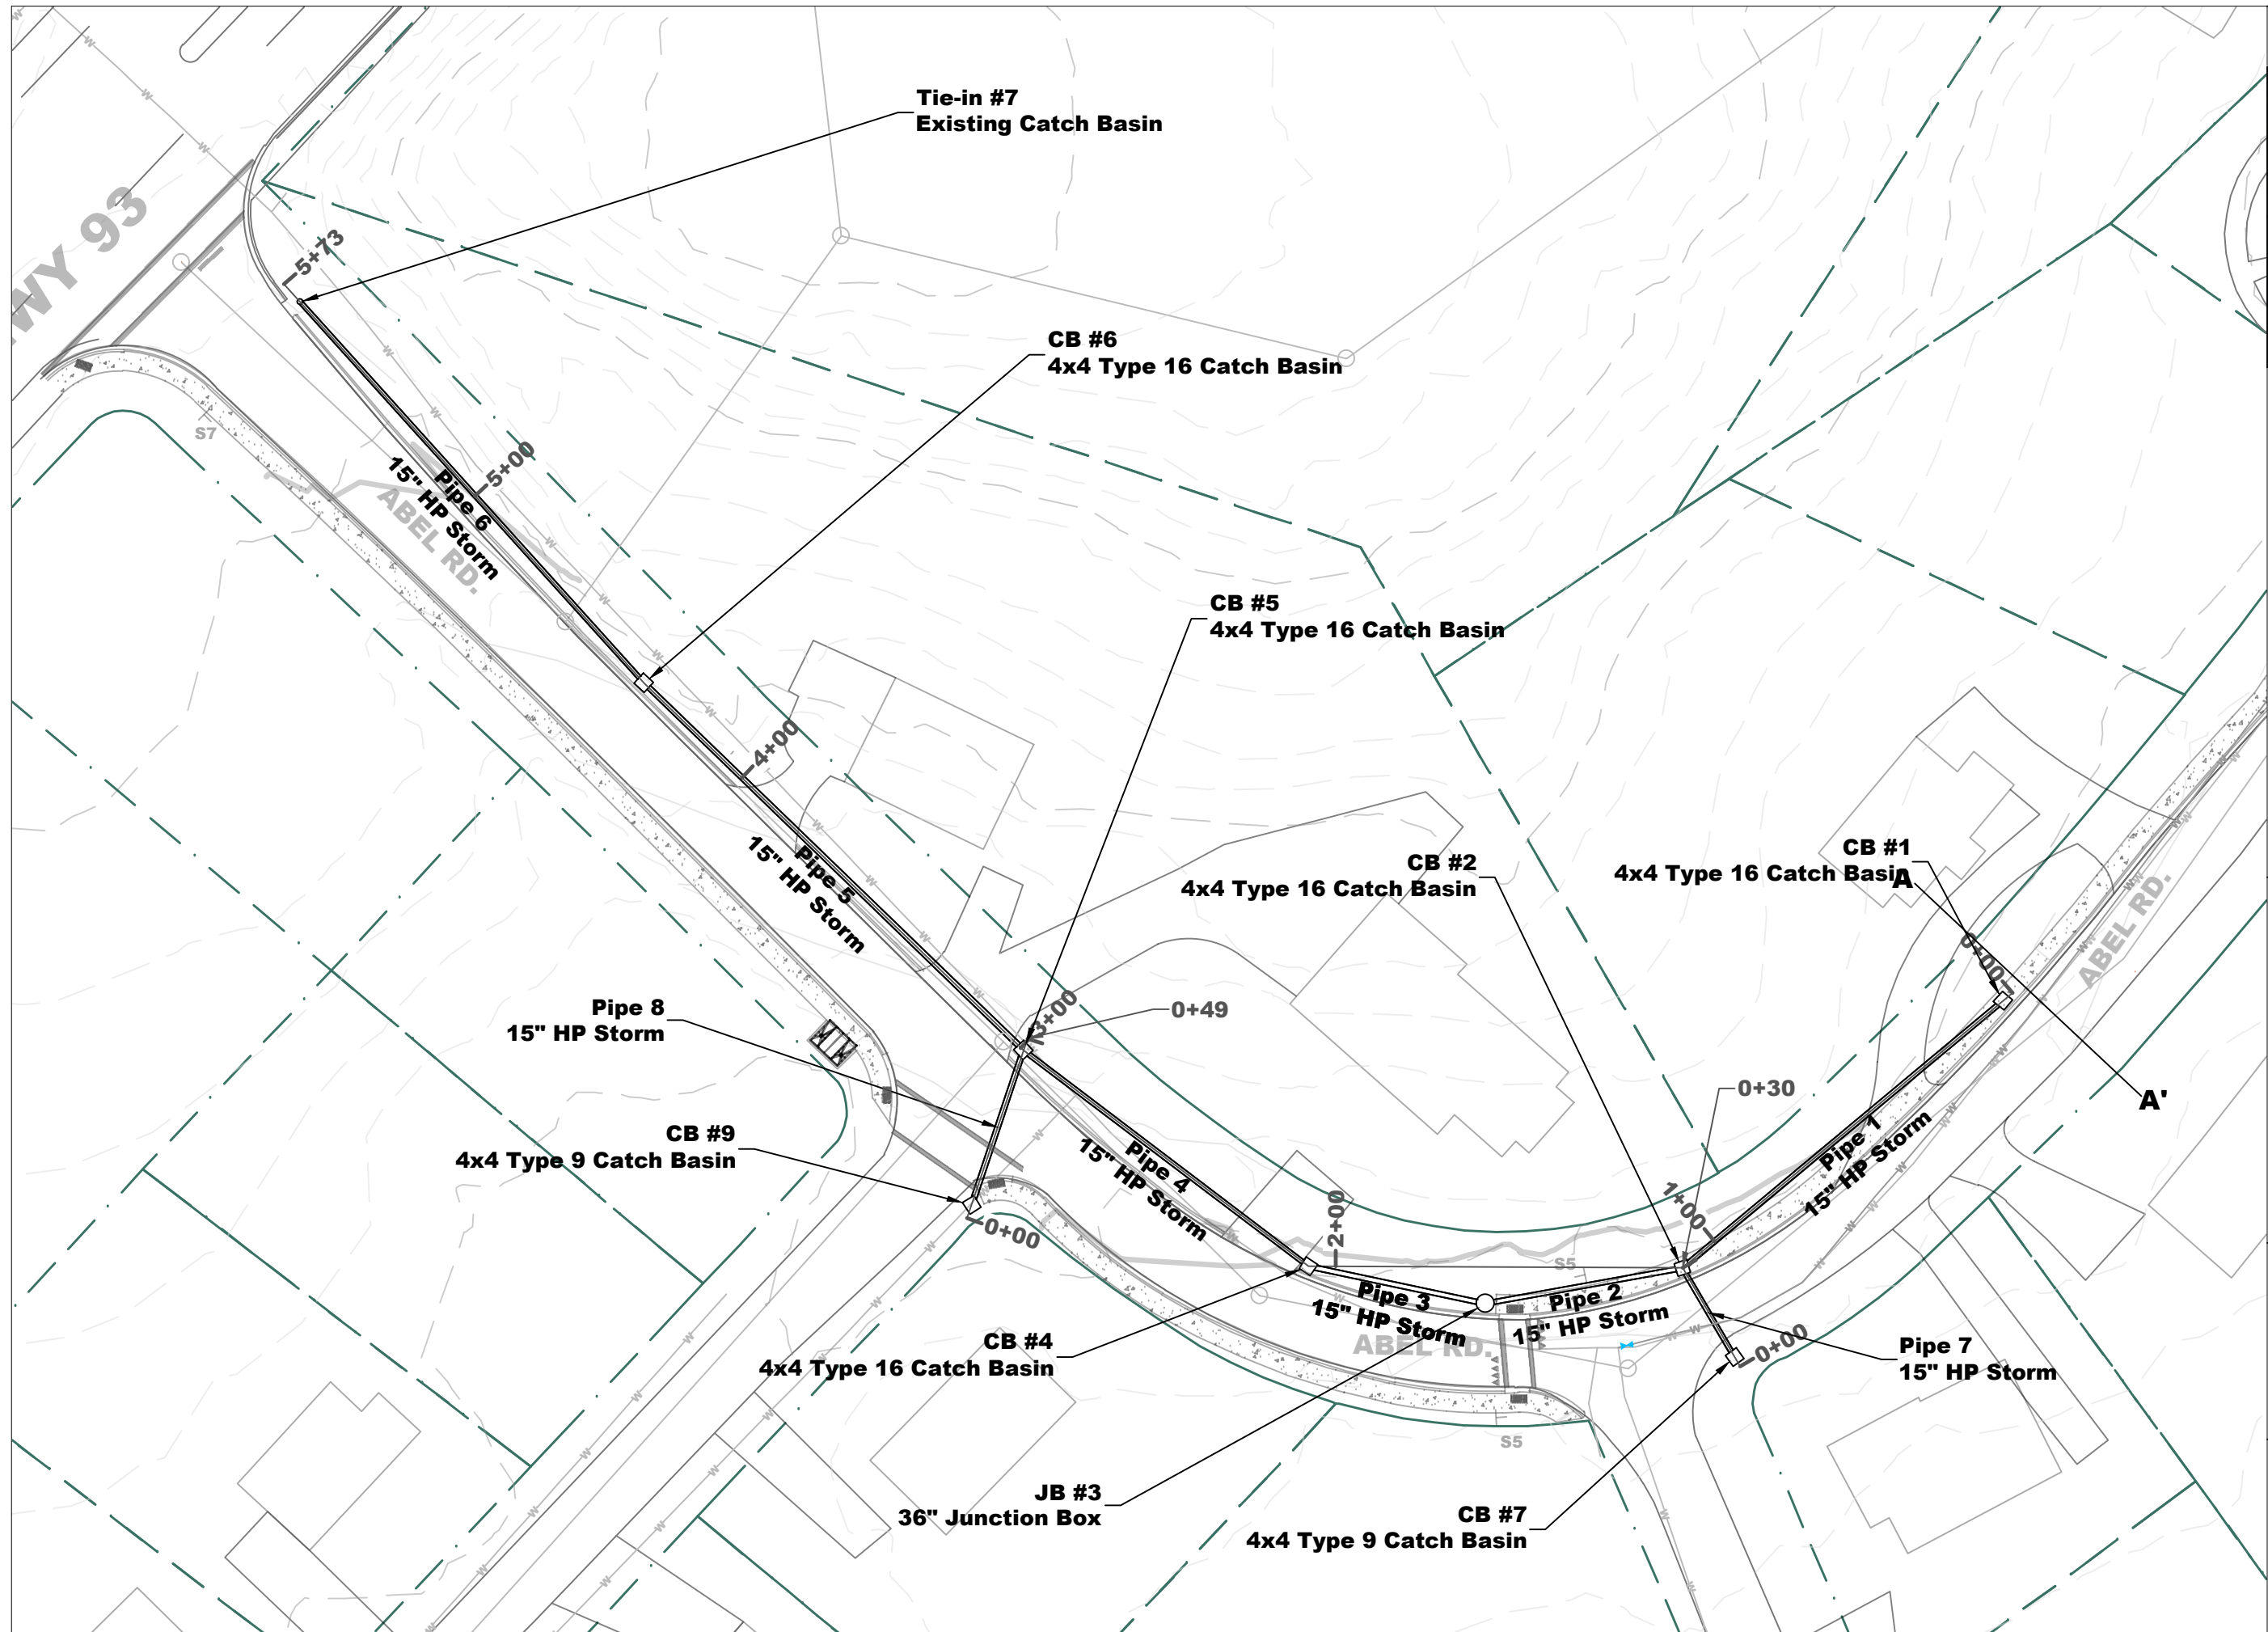 Tie-in #7
Existing Catch Basin
WY 93
5+73
CB #6
4x4 Type 16 Catch Basin
S7
5+00
Pipe 6
15" HP Storm
ABEL RD.
CB #5
4x4 Type 16 Catch Basin
4+00
Pipe 5
15" HP Storm
CB #2
4x4 Type 16 Catch Basin
CB #1
4x4 Type 16 Catch Basin
A
ABEL RD.
0+00
Pipe 8
15" HP Storm
3+00
0+49
A'
0+30
CB #9
4x4 Type 9 Catch Basin
Pipe 4
15" HP Storm
Pipe 1
15" HP Storm
1+00
2+00
0+00
S5
Pipe 3
15" HP Storm
Pipe 2
15" HP Storm
ABEL RD.
CB #4
4x4 Type 16 Catch Basin
0+00
Pipe 7
15" HP Storm
S5
JB #3
36" Junction Box
CB #7
4x4 Type 9 Catch Basin